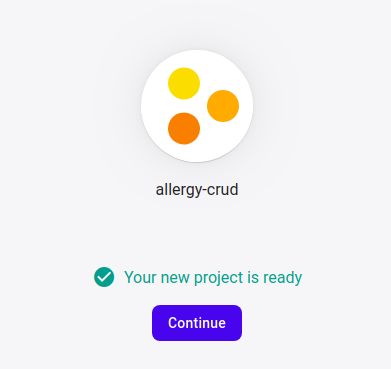 allergy-crud
Your new project is ready
Continue